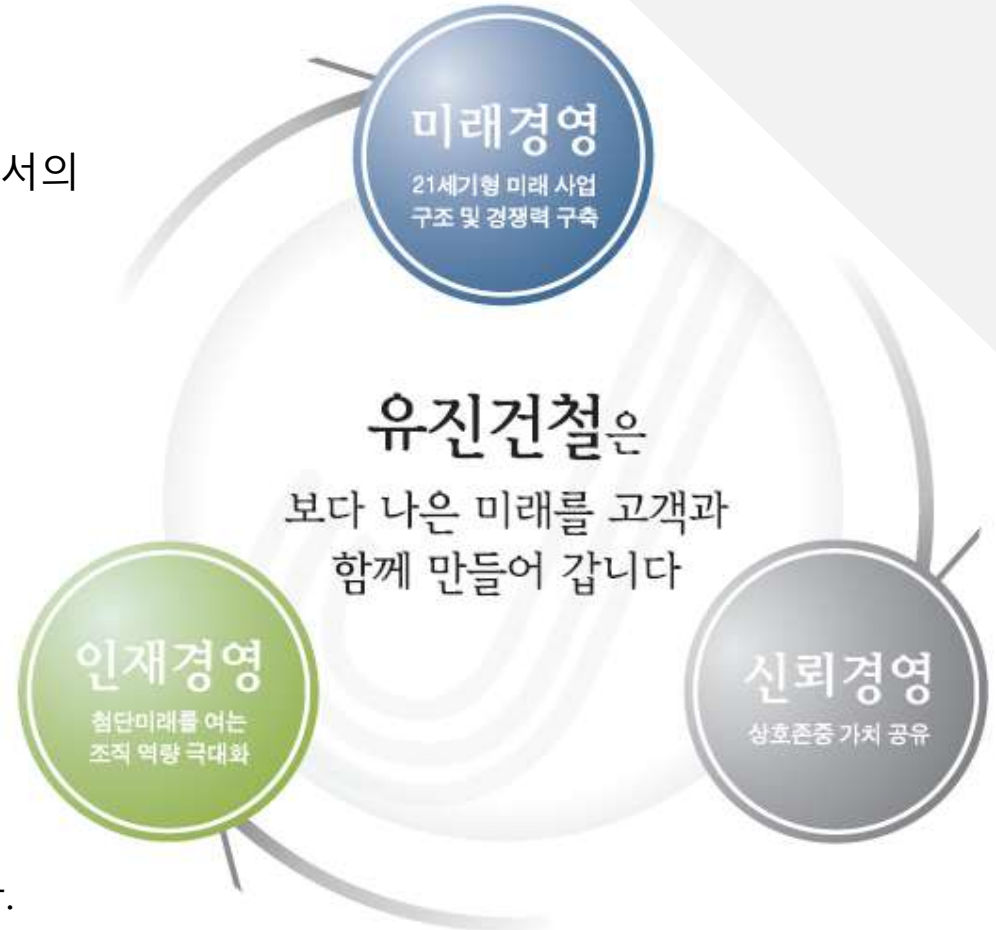 서의
미래경영
21세기형 미래 사업
구조 및 경쟁력 구축
유진건철은
보다 나은 미래를 고객과
함께 만들어 갑니다
인재경영
첨단미래를 여는
조직 역량 극대화
신뢰경영
상호존중 가치 공유